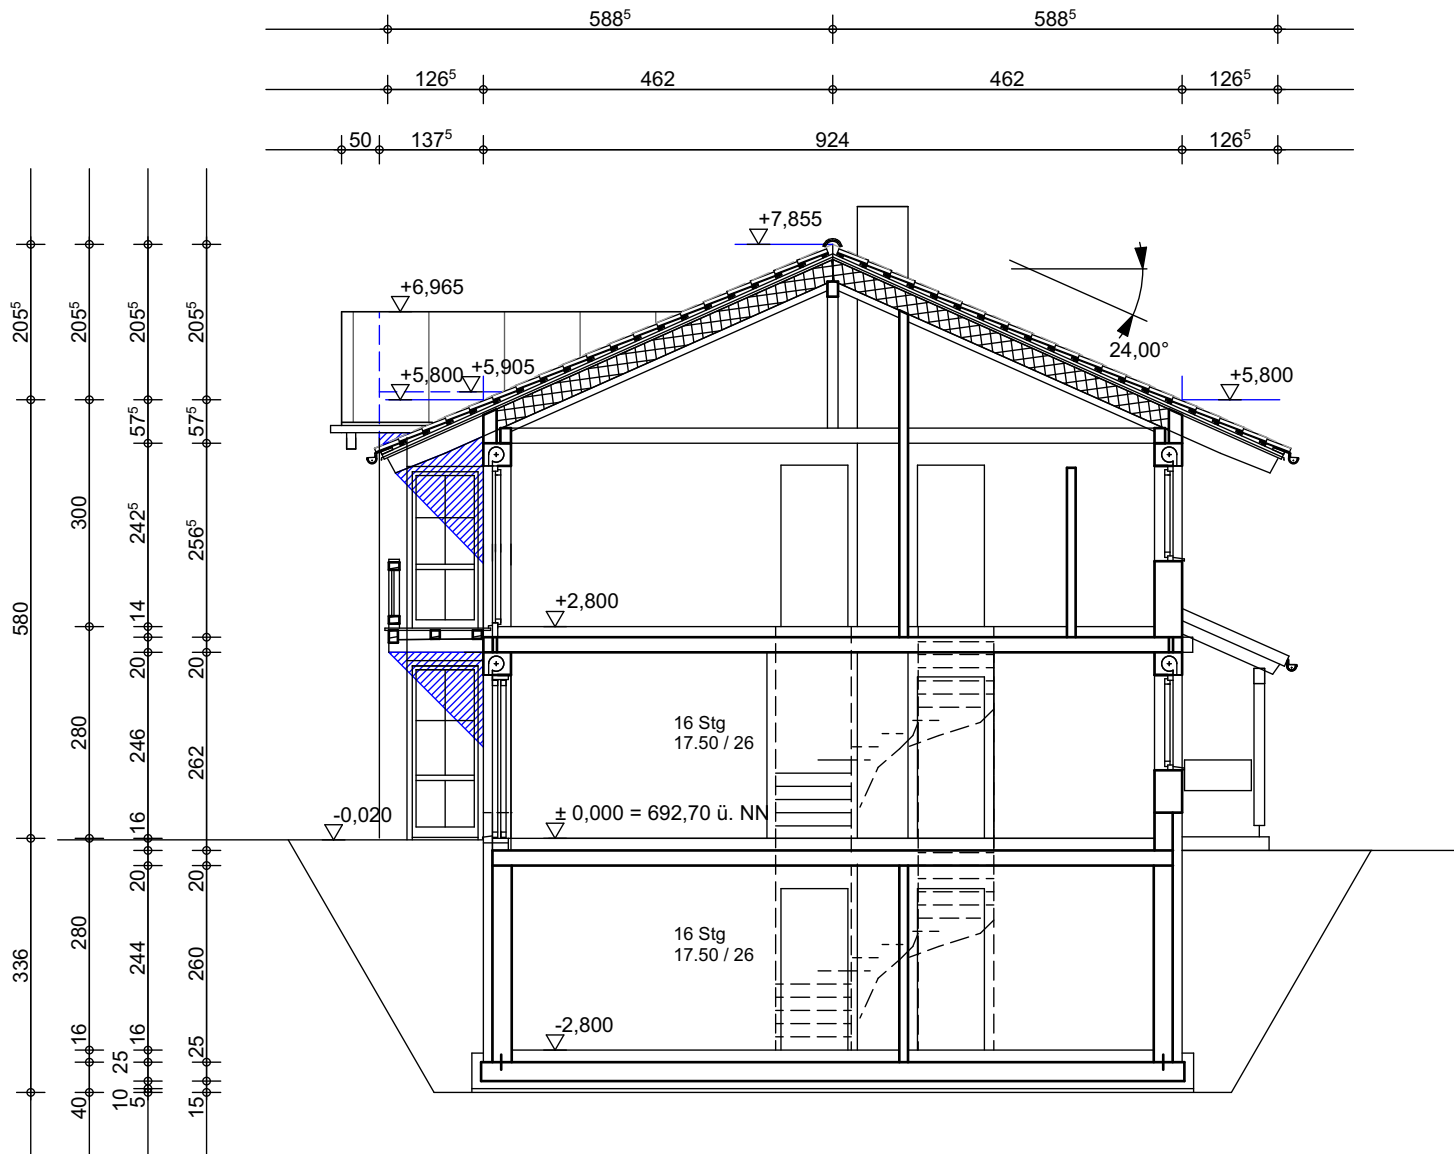 588⁵ 588⁵
126⁵ 462 462 126⁵
50 137⁵ 924 126⁵
+7,855
+6,965
+5,905
+5,800
+5,800
24,00°
+2,800
16 Stg
17.50 / 26
-0,020
± 0,000 = 692,70 ü. NN
16 Stg
17.50 / 26
-2,800
205⁵ 205⁵ 205⁵ 205⁵
57⁵ 57⁵
300 242⁵ 256⁵
580
14
20 20
280 246 262
16
20 20
336 280 244 260
16 16
25 25
40 10 5 15